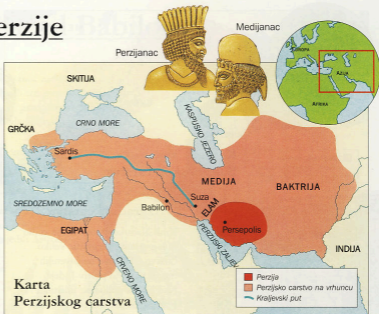 erzije
Perzijanac
Medijanac
EUROPA
AZIJA
AFRIKA
SKITIJA
GRČKA
CRNO MORE
KASPIJSKO JEZERO
Sardis
MEDIJA
BAKTRIJA
SREDOZEMNO MORE
Babilon
Suza
ELAM
Persepolis
EGIPAT
PERZIJSKI ZALJEV
INDIJA
CRVENO MORE
Karta
Perzijskog carstva
Perzija
Perzijsko carstvo na vrhuncu
Kraljevski put